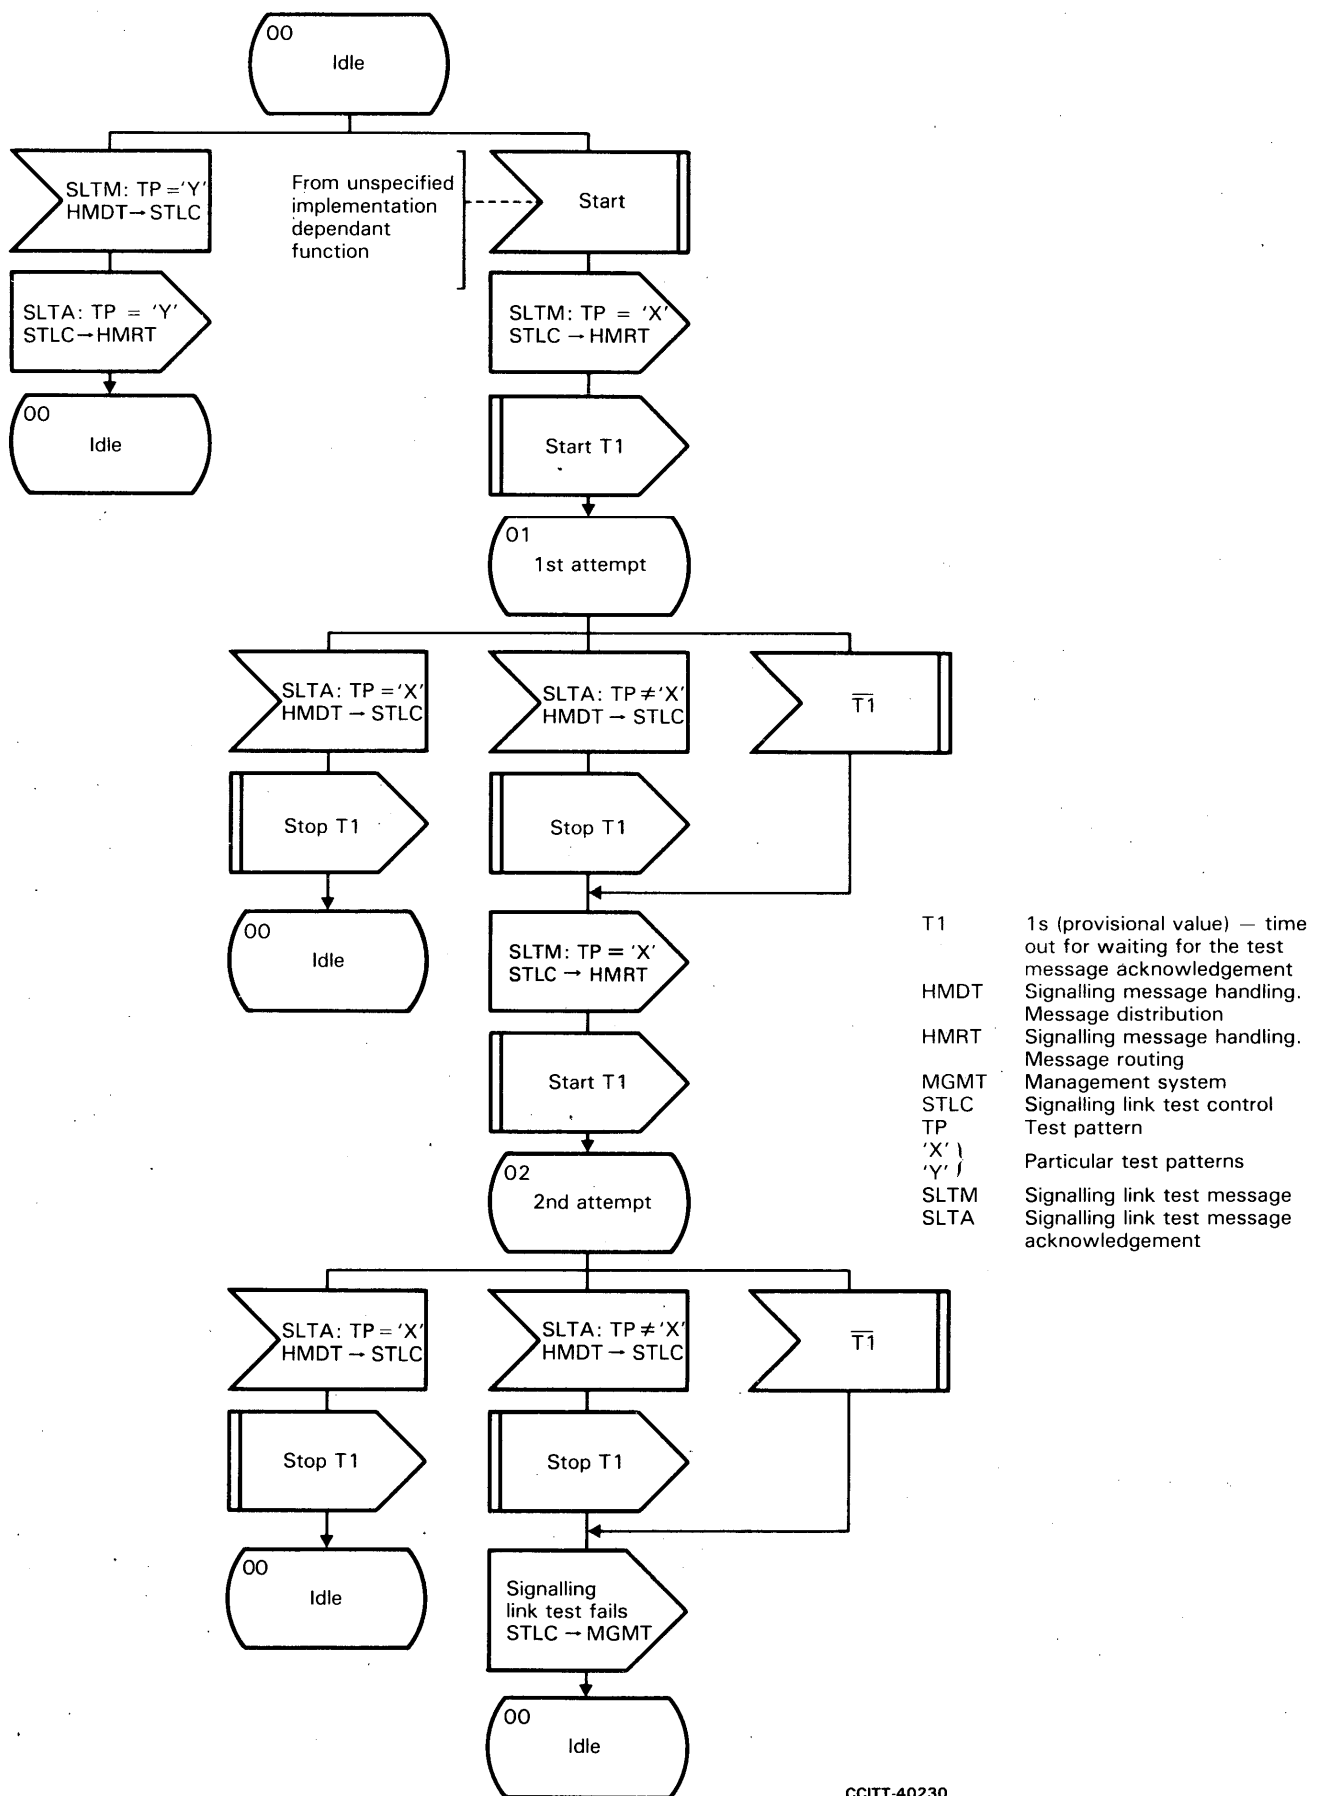 00
Idle
SLTM: TP ='Y'
HMDT→STLC
From unspecified
implementation
dependant
function
Start
SLTA: TP = 'Y'
STLC→HMRT
SLTM: TP = 'X'
STLC → HMRT
00
Idle
Start T1
01
1st attempt
SLTA: TP ='X'
HMDT → STLC
SLTA: TP ≠'X'
HMDT → STLC
T1
Stop T1
Stop T1
00
Idle
SLTM: TP = 'X'
STLC → HMRT
Start T1
T1 1s (provisional value) — time
out for waiting for the test
message acknowledgement
HMDT Signalling message handling.
Message distribution
HMRT Signalling message handling.
Message routing
MGMT Management system
STLC Signalling link test control
TP Test pattern
'X' }
'Y' } Particular test patterns
SLTM Signalling link test message
SLTA Signalling link test message
acknowledgement
02
2nd attempt
SLTA: TP = 'X'
HMDT → STLC
SLTA: TP ≠ 'X'
HMDT → STLC
T1
Stop T1
Stop T1
00
Idle
Signalling
link test fails
STLC → MGMT
00
Idle
CCITT-40230